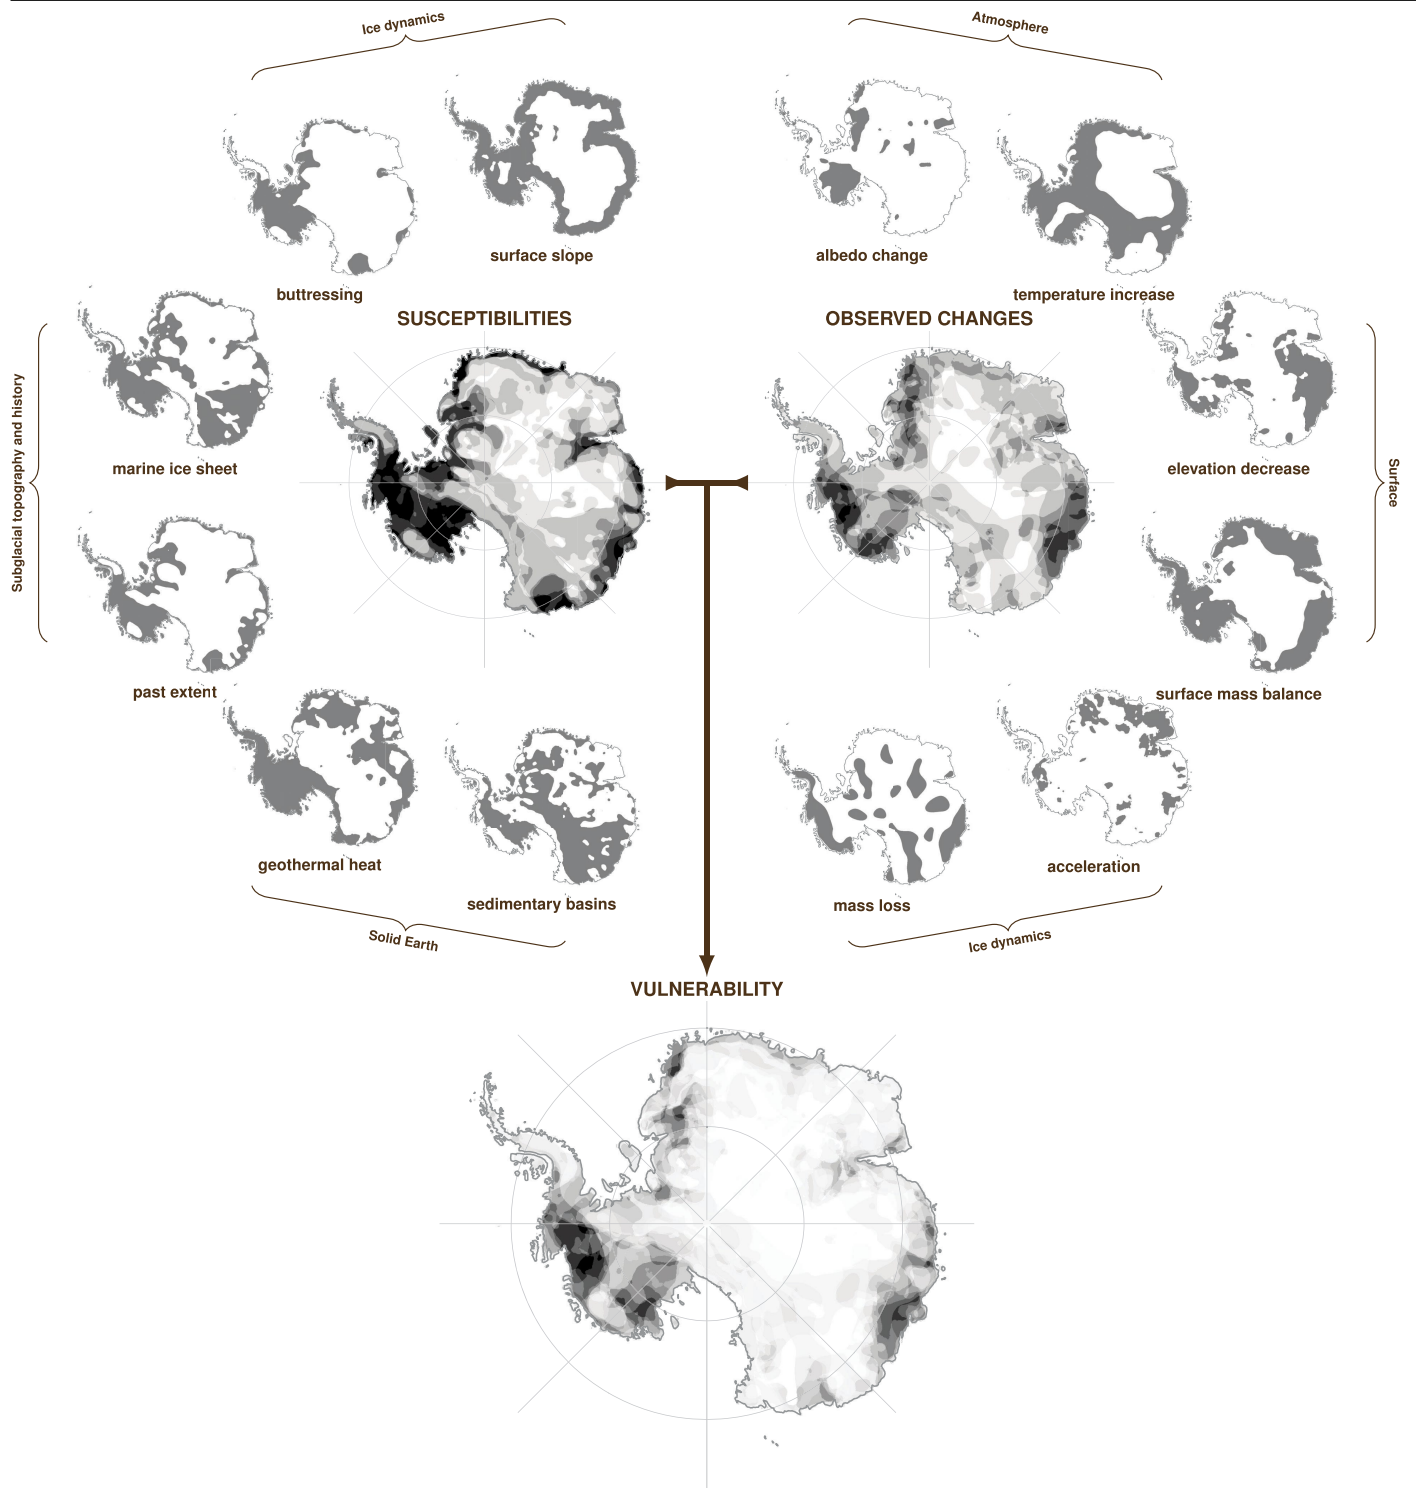 Ice dynamics
Atmosphere
surface slope
albedo change
buttressing
temperature increase
SUSCEPTIBILITIES
OBSERVED CHANGES
Subglacial topography and history
marine ice sheet
elevation decrease
Surface
past extent
surface mass balance
geothermal heat
acceleration
sedimentary basins
mass loss
Solid Earth
Ice dynamics
VULNERABILITY